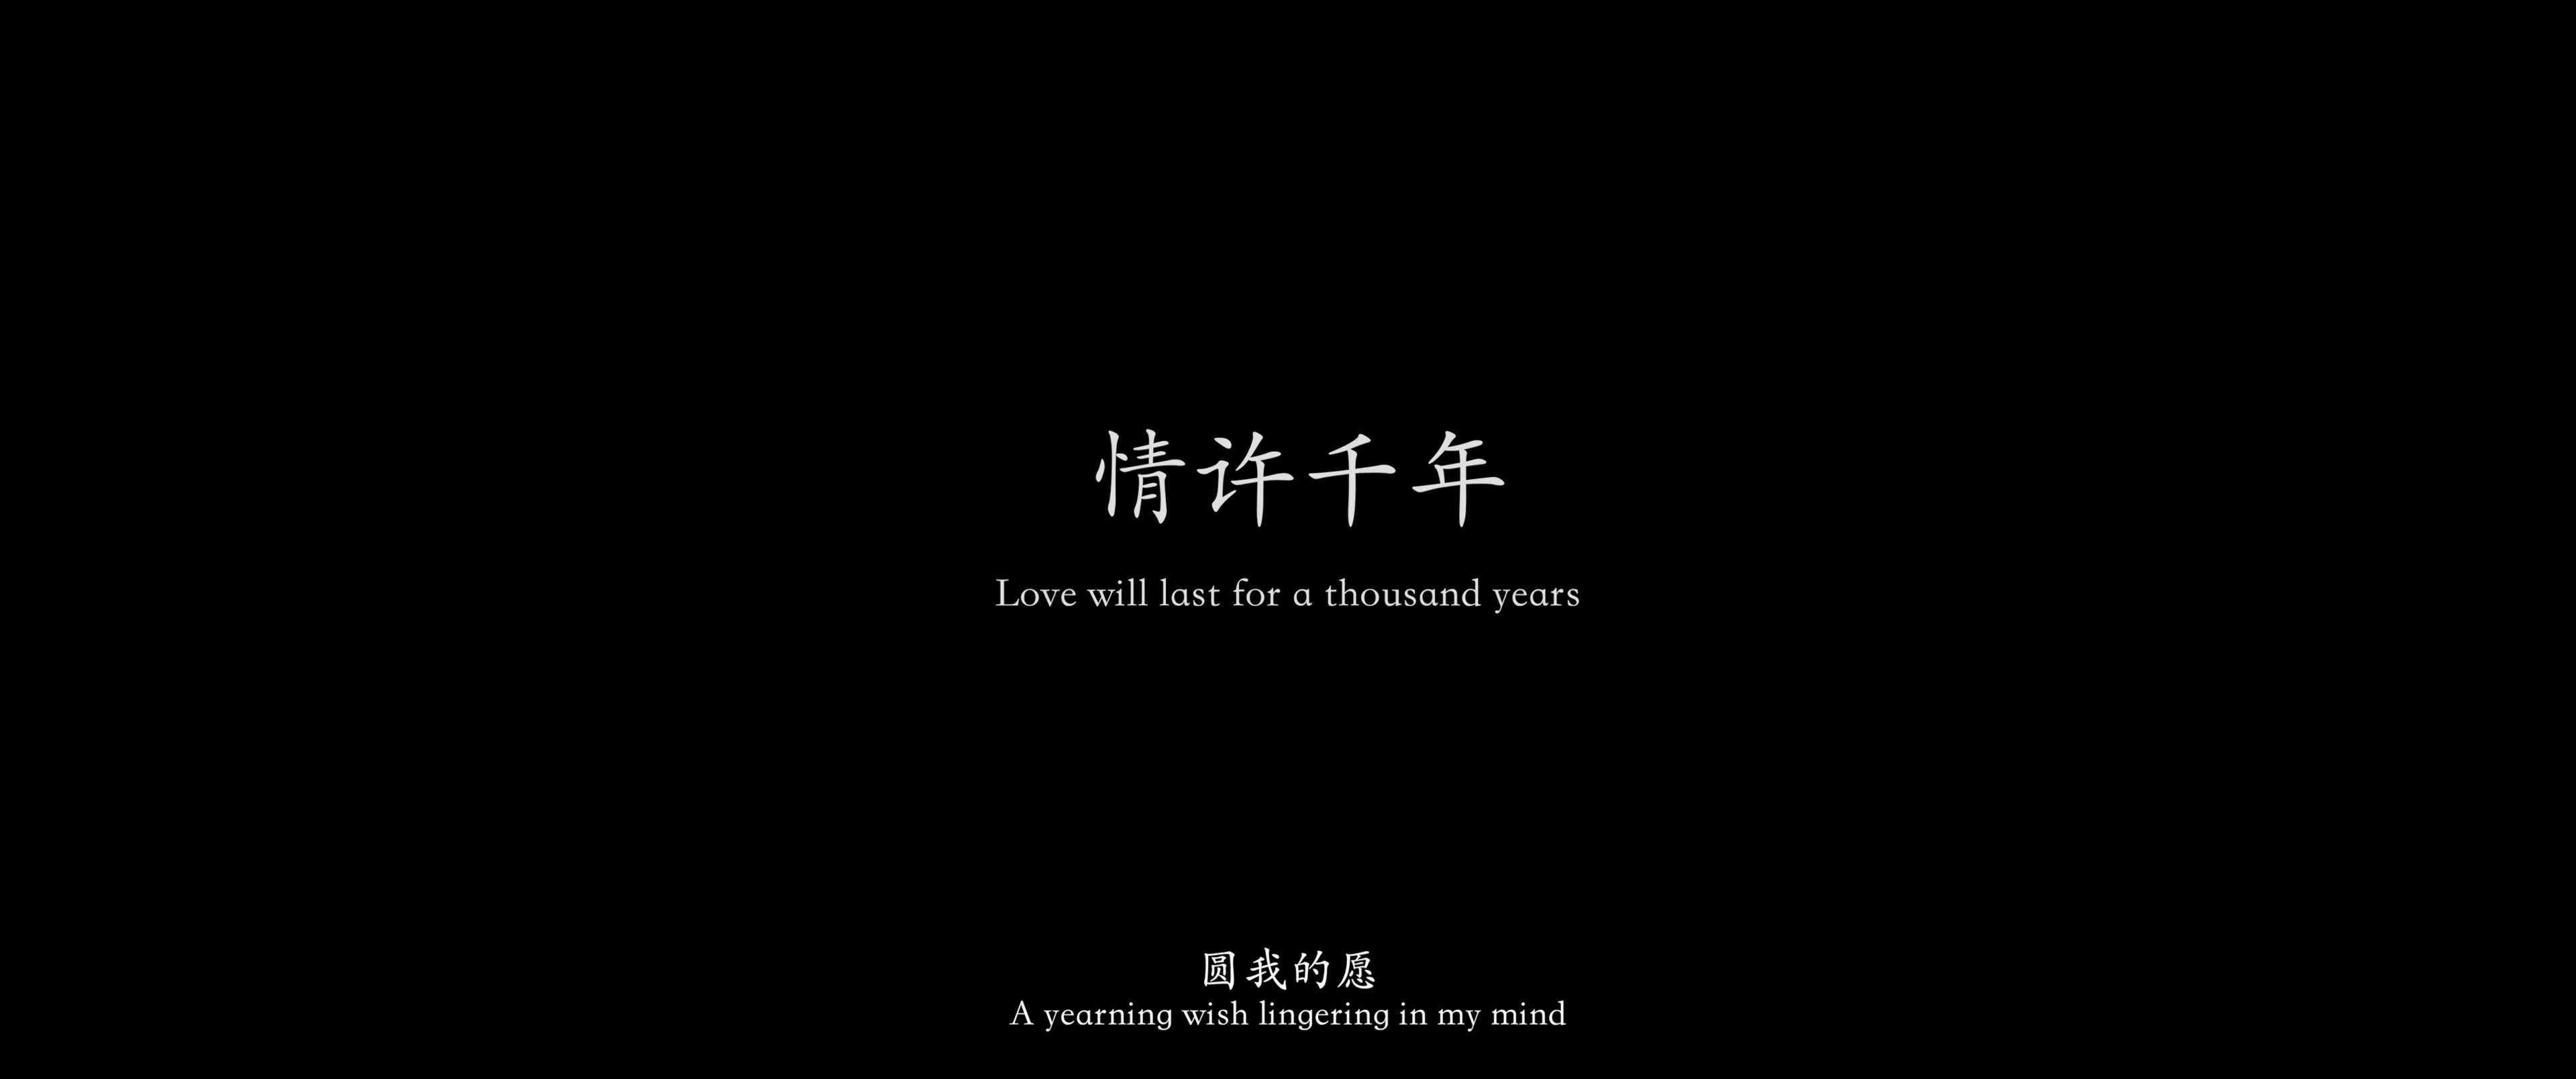 情许千年
Love will last for a thousand years
圆我的愿
A yearning wish lingering in my mind